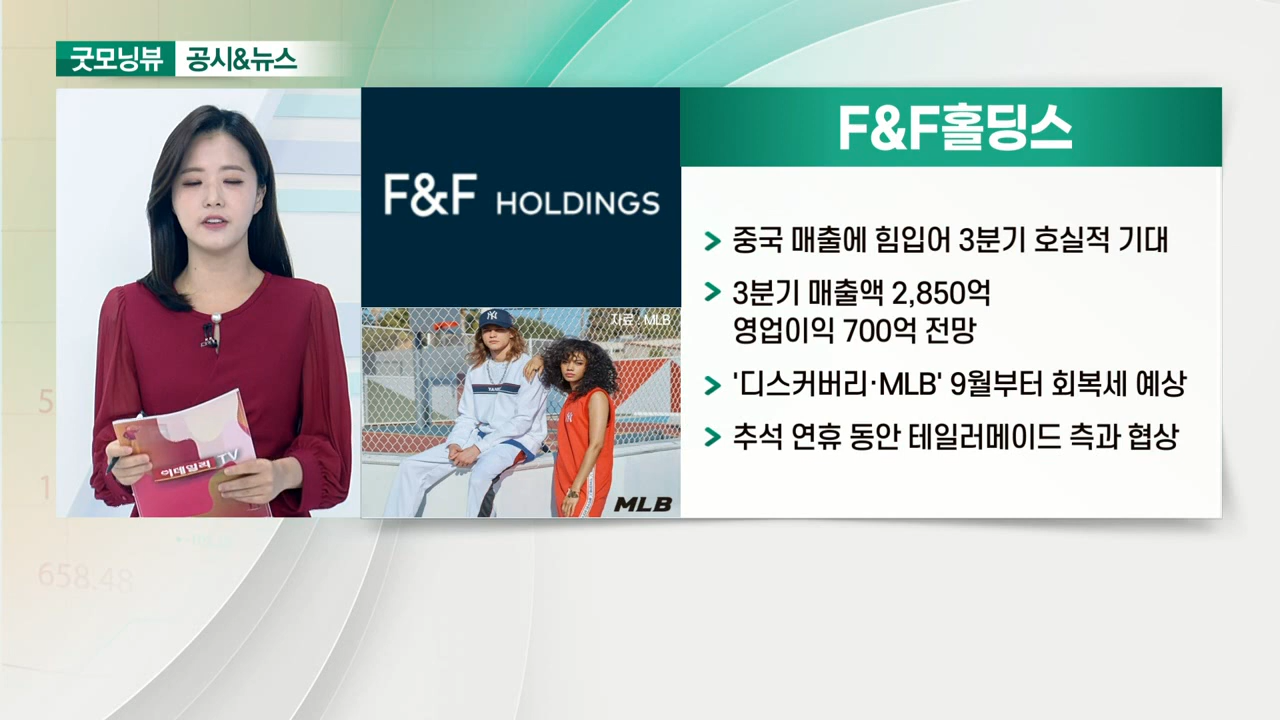 굿모닝뷰 공시&뉴스
F&F HOLDINGS
자료 : MLB
MLB
이데일리 TV
F&F홀딩스
중국 매출에 힘입어 3분기 호실적 기대
3분기 매출액 2,850억
영업이익 700억 전망
'디스커버리·MLB' 9월부터 회복세 예상
추석 연휴 동안 테일러메이드 측과 협상
658.48